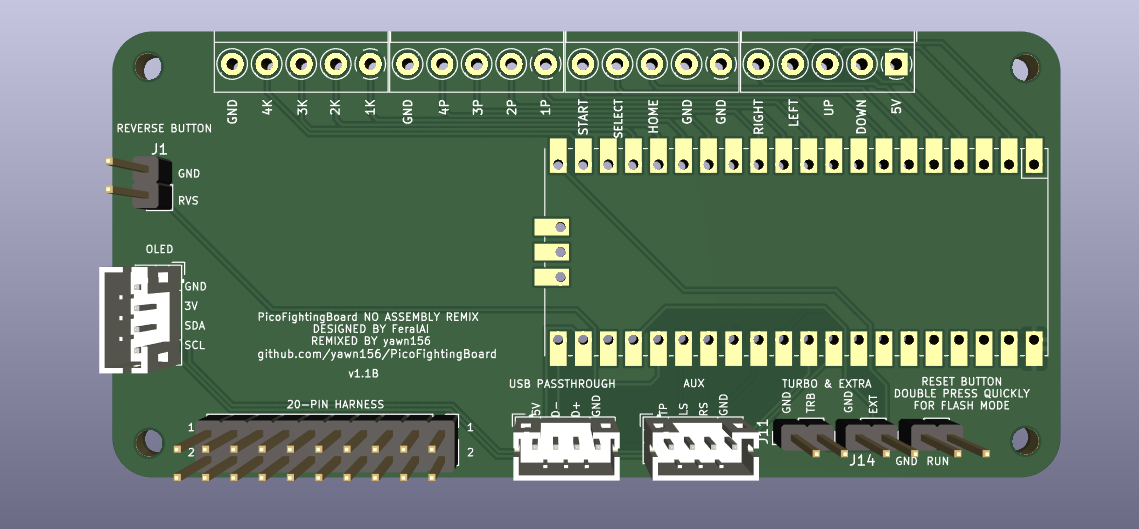 GND 4K 3K 2K 1K GND 4P 3P 2P 1P START SELECT HOME GND GND RIGHT LEFT UP DOWN 5V
REVERSE BUTTON
J1
GND
RVS
OLED
GND
3V
SDA
SCL
PicoFightingBoard NO ASSEMBLY REMIX
DESIGNED BY FeralAI
REMIXED BY yawn156
github.com/yawn156/PicoFightingBoard
v1.1B
20-PIN HARNESS
1 1
2 2
USB PASSTHROUGH
5V D- D+ GND
AUX
TP LS RS GND
TURBO & EXTRA
GND TRB GND EXT
J11
J14
RESET BUTTON
DOUBLE PRESS QUICKLY
FOR FLASH MODE
GND RUN